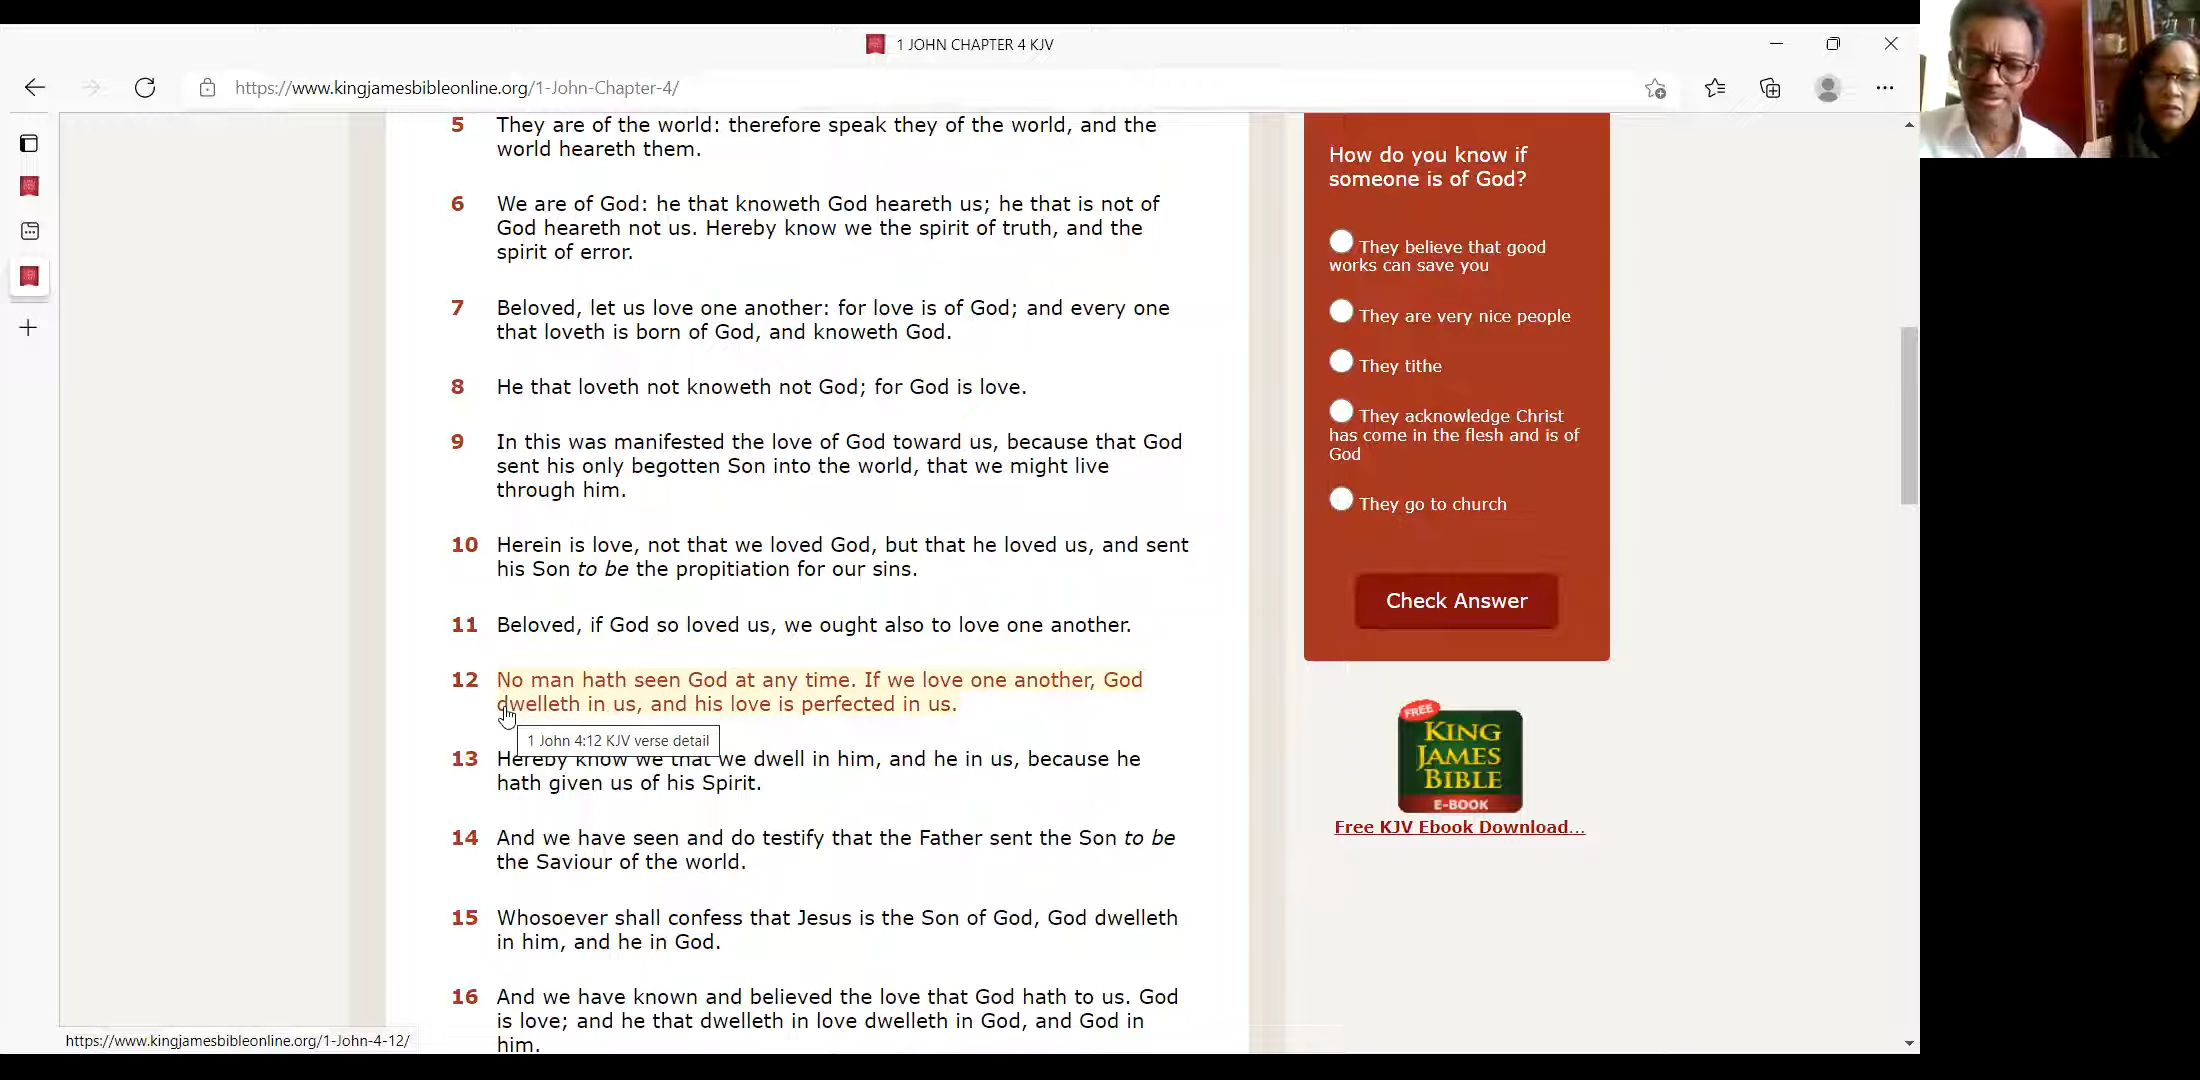 1 JOHN CHAPTER 4 KJV
https://www.kingjamesbibleonline.org/1-John-Chapter-4/
5 They are of the world: therefore speak they of the world, and the
world heareth them.
6 We are of God: he that knoweth God heareth us; he that is not of
God heareth not us. Hereby know we the spirit of truth, and the
spirit of error.
7 Beloved, let us love one another: for love is of God; and every one
that loveth is born of God, and knoweth God.
8 He that loveth not knoweth not God; for God is love.
9 In this was manifested the love of God toward us, because that God
sent his only begotten Son into the world, that we might live
through him.
10 Herein is love, not that we loved God, but that he loved us, and sent
his Son to be the propitiation for our sins.
11 Beloved, if God so loved us, we ought also to love one another.
12 No man hath seen God at any time. If we love one another, God
dwelleth in us, and his love is perfected in us.
1 John 4:12 KJV verse detail
13 Hereby know we that we dwell in him, and he in us, because he
hath given us of his Spirit.
14 And we have seen and do testify that the Father sent the Son to be
the Saviour of the world.
15 Whosoever shall confess that Jesus is the Son of God, God dwelleth
in him, and he in God.
16 And we have known and believed the love that God hath to us. God
is love; and he that dwelleth in love dwelleth in God, and God in
him.
How do you know if
someone is of God?
They believe that good
works can save you
They are very nice people
They tithe
They acknowledge Christ
has come in the flesh and is of
God
They go to church
Check Answer
FREE
KING
JAMES
BIBLE
E-BOOK
Free KJV Ebook Download...
https://www.kingjamesbibleonline.org/1-John-4-12/